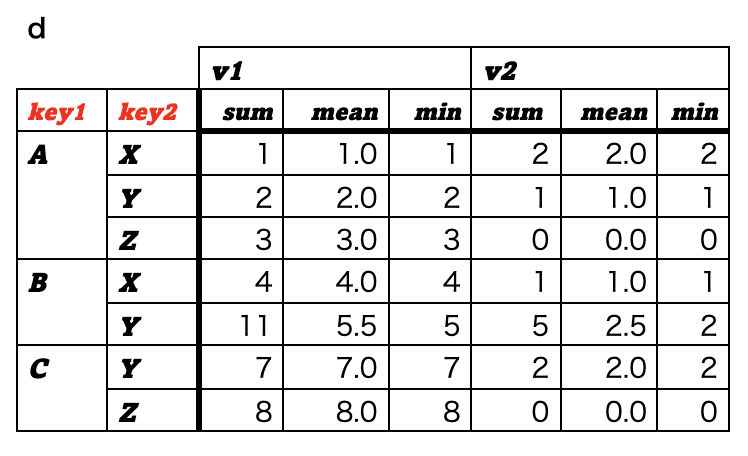 d
v1 v2
key1 key2 sum mean min sum mean min
A X 1 1.0 1 2 2.0 2
Y 2 2.0 2 1 1.0 1
Z 3 3.0 3 0 0.0 0
B X 4 4.0 4 1 1.0 1
Y 11 5.5 5 5 2.5 2
C Y 7 7.0 7 2 2.0 2
Z 8 8.0 8 0 0.0 0